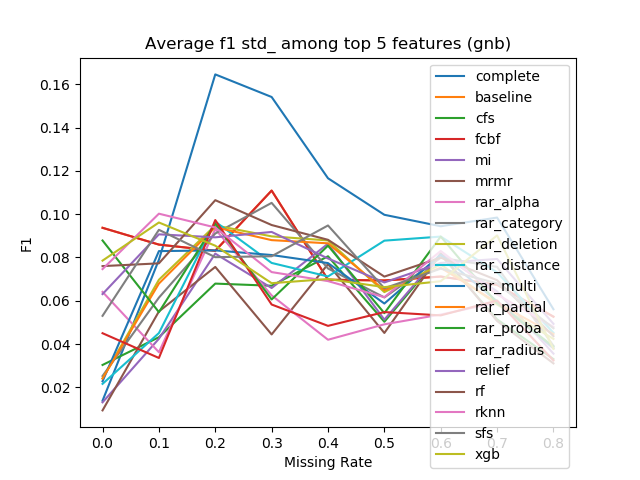 Average f1 std_ among top 5 features (gnb)
F1
0.16
0.14
0.12
0.10
0.08
0.06
0.04
0.02
complete
baseline
cfs
fcbf
mi
mrmr
rar_alpha
rar_category
rar_deletion
rar_distance
rar_multi
rar_partial
rar_proba
rar_radius
relief
rf
rknn
sfs
xgb
0.0 0.1 0.2 0.3 0.4 0.5 0.6 0.7 0.8
Missing Rate